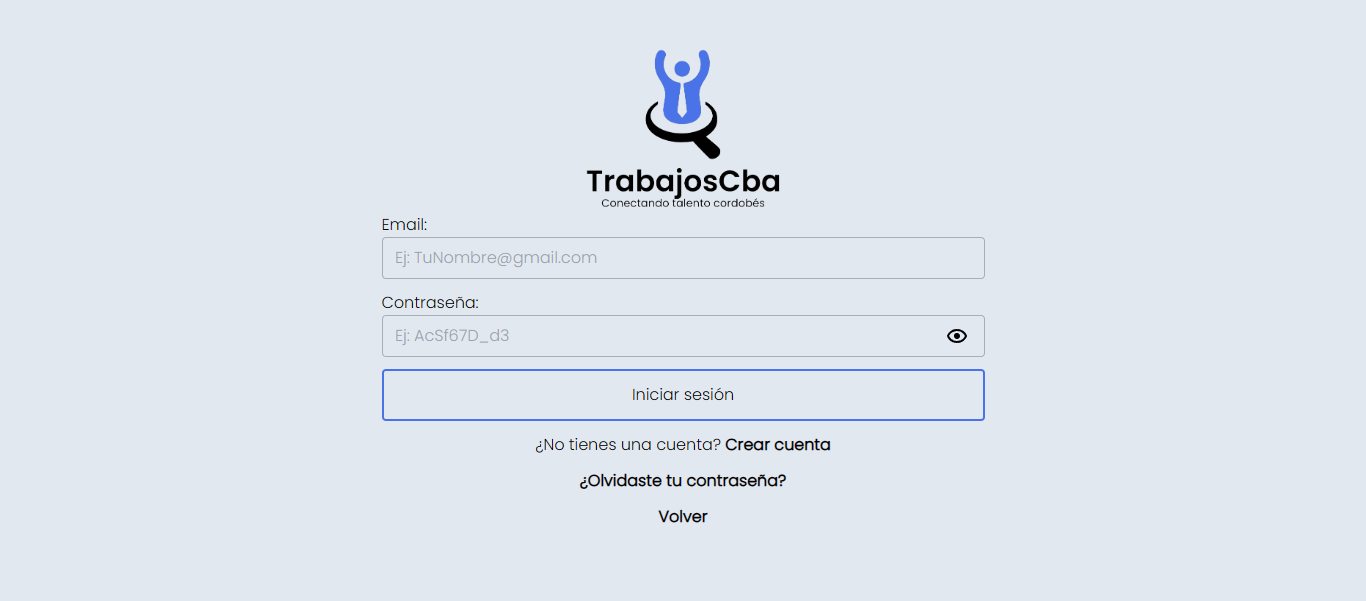 TrabajosCba
Conectando talento cordobés
Email:
Ej: TuNombre@gmail.com
Contraseña:
Ej: AcSf67D_d3
Iniciar sesión
¿No tienes una cuenta? Crear cuenta
¿Olvidaste tu contraseña?
Volver